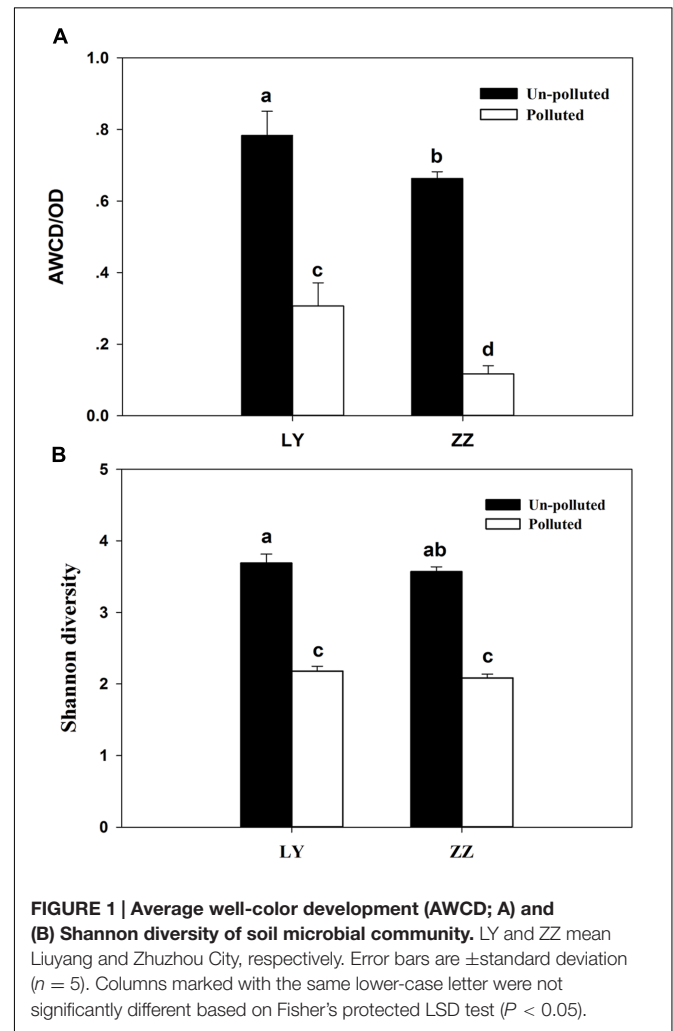 A
1.0
.8
.6
.4
.2
0.0
AWCD/OD
Un-polluted
Polluted
a
b
c
d
LY ZZ
B
5
4
3
2
1
0
Shannon diversity
Un-polluted
Polluted
a
ab
c
c
LY ZZ
FIGURE 1 | Average well-color development (AWCD; A) and
(B) Shannon diversity of soil microbial community. LY and ZZ mean
Liuyang and Zhuzhou City, respectively. Error bars are ±standard deviation
(n = 5). Columns marked with the same lower-case letter were not
significantly different based on Fisher's protected LSD test (P < 0.05).